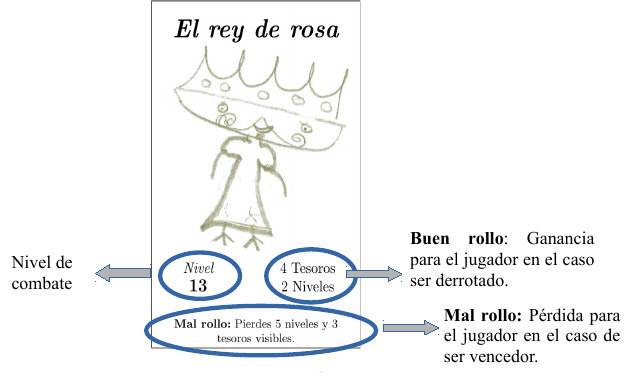 El rey de rosa
Nivel de
combate
Nivel
13
4 Tesoros
2 Niveles
Buen rollo: Ganancia
para el jugador en el caso
ser derrotado.
Mal rollo: Pierdes 5 niveles y 3
tesoros visibles.
Mal rollo: Pérdida para
el jugador en el caso de
ser vencedor.